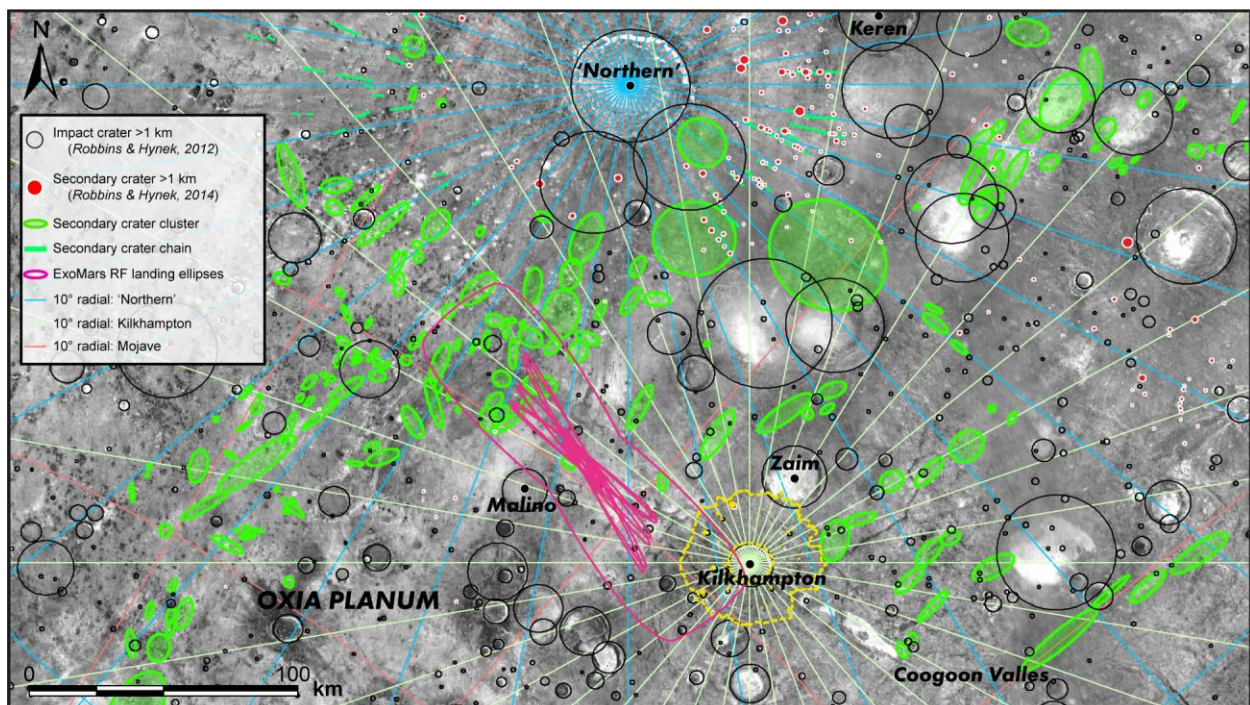 N
'Northern'
Keren
Impact crater >1 km
(Robbins & Hynek, 2012)
Secondary crater >1 km
(Robbins & Hynek, 2014)
Secondary crater cluster
Secondary crater chain
ExoMars RF landing ellipses
10° radial: 'Northern'
10° radial: Kilkhampton
10° radial: Mojave
Zaim
Malino
Kilkhampton
OXIA PLANUM
Coogoon Valles
0 100
km